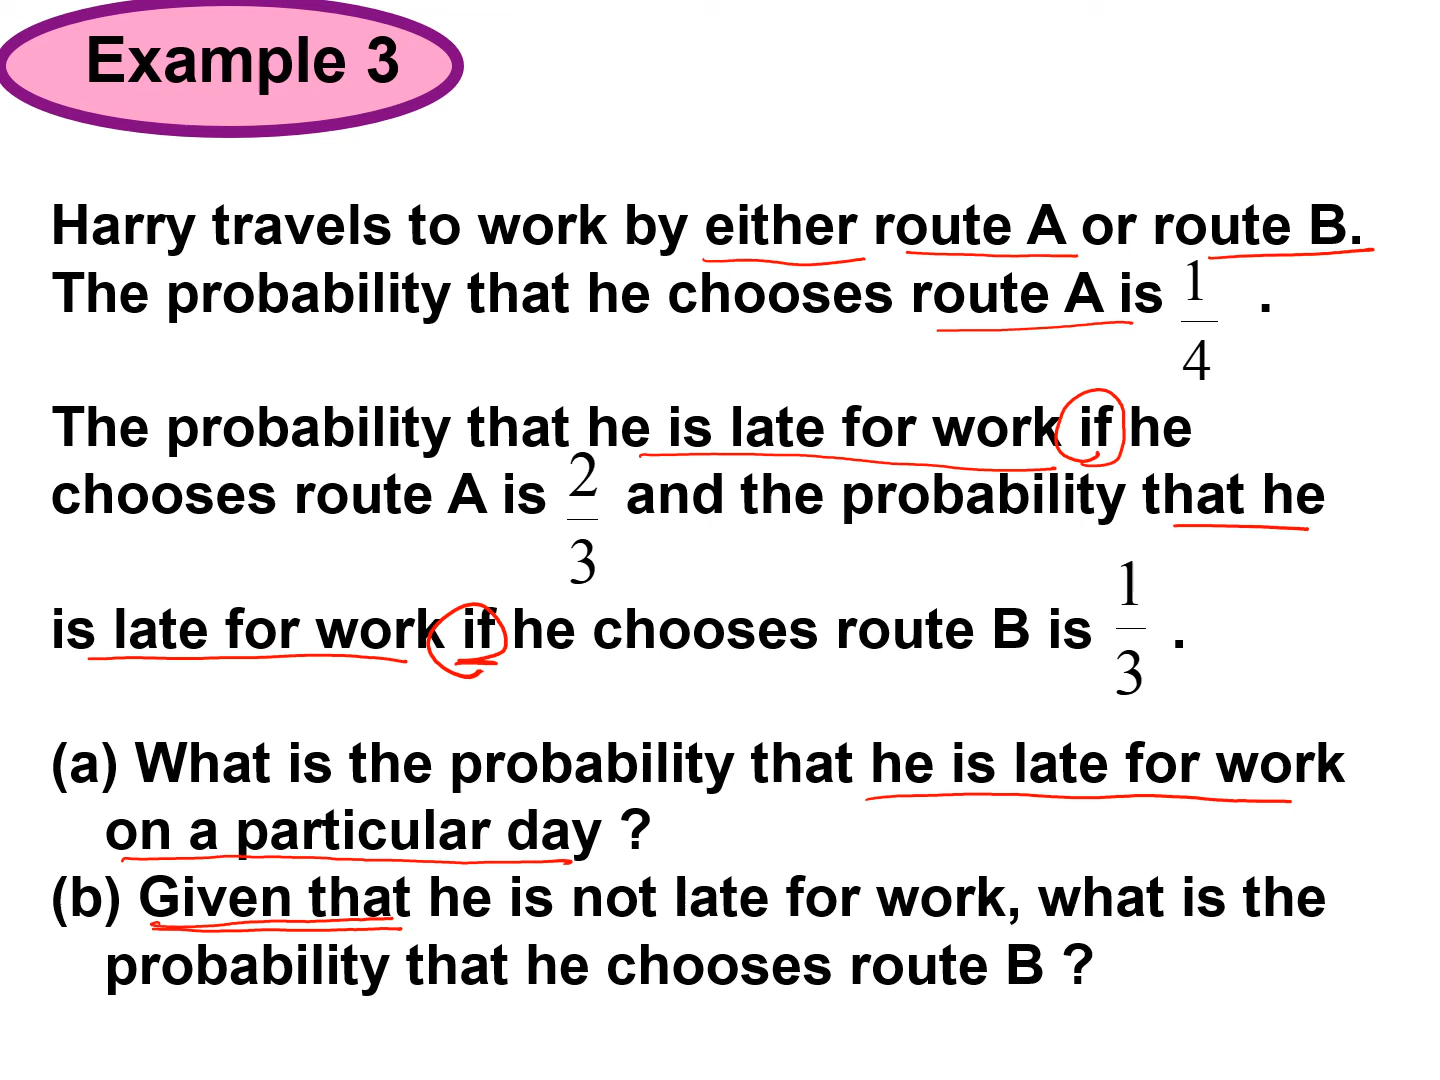 Example 3
Harry travels to work by either route A or route B.
The probability that he chooses route A is 1/4 .
The probability that he is late for work if he
chooses route A is 2/3 and the probability that he
is late for work if he chooses route B is 1/3 .
(a) What is the probability that he is late for work
on a particular day ?
(b) Given that he is not late for work, what is the
probability that he chooses route B ?